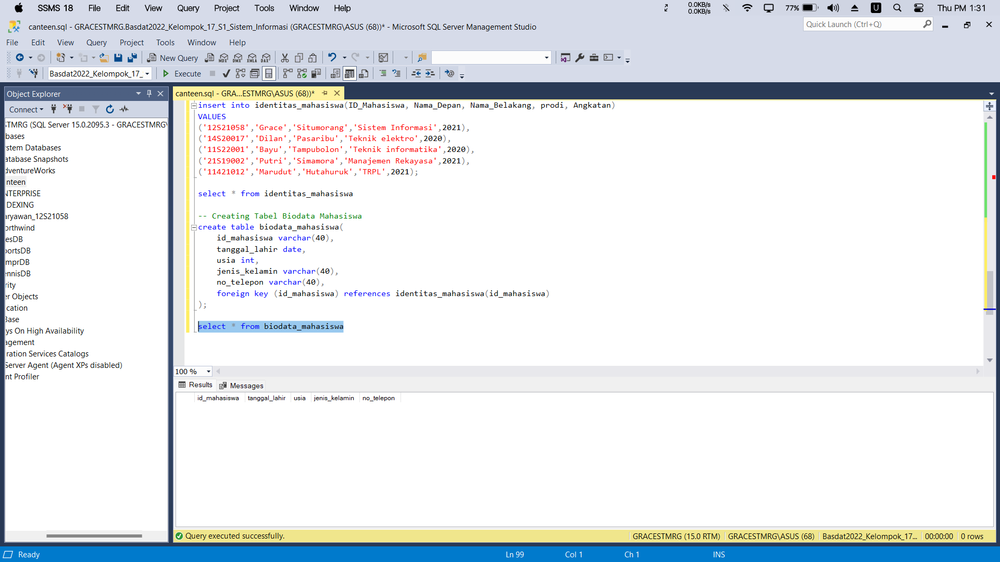 SSMS 18 File Edit View Query Project Tools Window Help 0.0KB/s 0.0KB/s 77% U Thu PM 1:31
canteen.sql - GRACESTMRG.Basdat2022_Kelompok_17_S1_Sistem_Informasi (GRACESTMRG\ASUS (68))* - Microsoft SQL Server Management Studio
Quick Launch (Ctrl+Q)
File Edit View Query Project Tools Window Help
New Query MDX DMX XMLA DAX
Basdat2022_Kelompok_17_ Execute
Object Explorer
Connect
STMRG (SQL Server 15.0.2095.3 - GRACESTMRG\
bases
stem Databases
atabase Snapshots
dventureWorks
nteen
NTERPRISE
DEXING
aryawan_12S21058
orthwind
esDB
portsDB
mprDB
ennisDB
rity
er Objects
cation
Base
ys On High Availability
agement
ration Services Catalogs
Server Agent (Agent XPs disabled)
nt Profiler
canteen.sql - GRA...ESTMRG\ASUS (68))*
insert into identitas_mahasiswa(ID_Mahasiswa, Nama_Depan, Nama_Belakang, prodi, Angkatan)
VALUES
('12S21058','Grace','Situmorang','Sistem Informasi',2021),
('14S20017','Dilan','Pasaribu','Teknik elektro',2020),
('11S22001','Bayu','Tampubolon','Teknik informatika',2020),
('21S19002','Putri','Simamora','Manajemen Rekayasa',2021),
('11421012','Marudut','Hutahuruk','TRPL',2021);
select * from identitas_mahasiswa
-- Creating Tabel Biodata Mahasiswa
create table biodata_mahasiswa(
id_mahasiswa varchar(40),
tanggal_lahir date,
usia int,
jenis_kelamin varchar(40),
no_telepon varchar(40),
foreign key (id_mahasiswa) references identitas_mahasiswa(id_mahasiswa)
);
select * from biodata_mahasiswa
100 %
Results Messages
id_mahasiswa tanggal_lahir usia jenis_kelamin no_telepon
Query executed successfully. GRACESTMRG (15.0 RTM) GRACESTMRG\ASUS (68) Basdat2022_Kelompok_17... 00:00:00 0 rows
Ready Ln 99 Col 1 Ch 1 INS